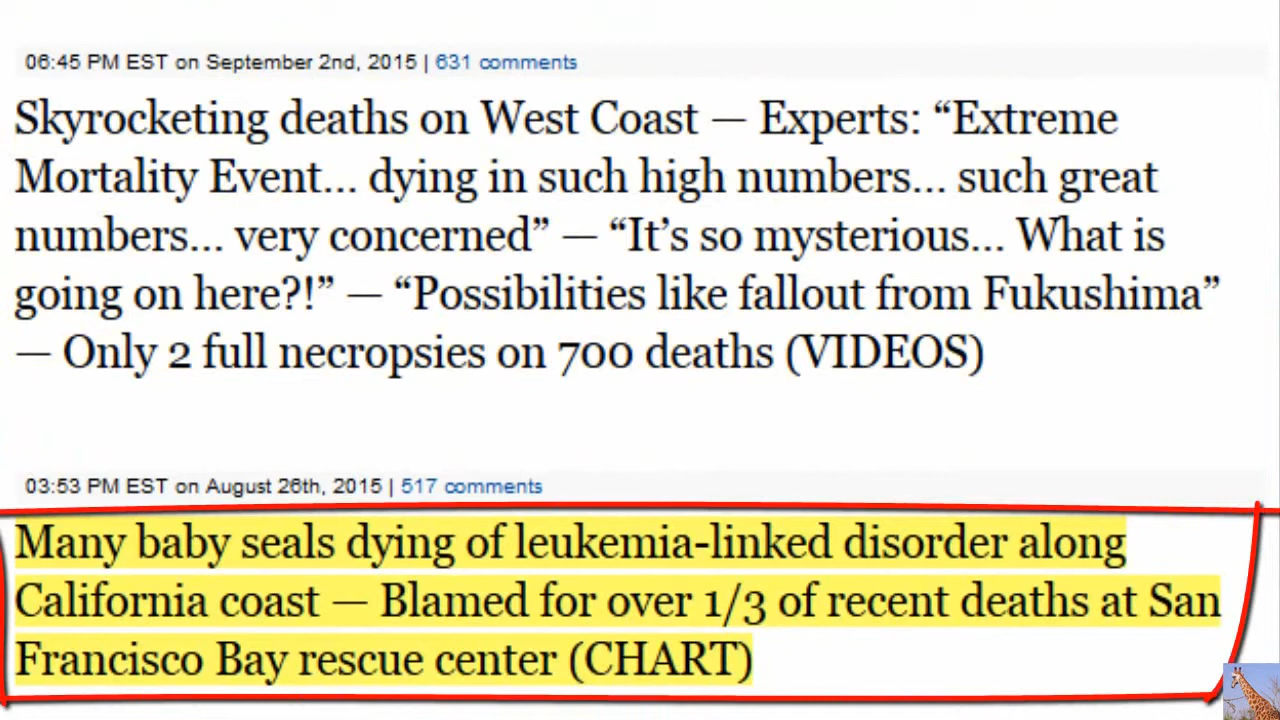 06:45 PM EST on September 2nd, 2015 | 631 comments
Skyrocketing deaths on West Coast — Experts: “Extreme
Mortality Event... dying in such high numbers... such great
numbers... very concerned” — “It’s so mysterious... What is
going on here?!” — “Possibilities like fallout from Fukushima”
— Only 2 full necropsies on 700 deaths (VIDEOS)
03:53 PM EST on August 26th, 2015 | 517 comments
Many baby seals dying of leukemia-linked disorder along
California coast — Blamed for over 1/3 of recent deaths at San
Francisco Bay rescue center (CHART)